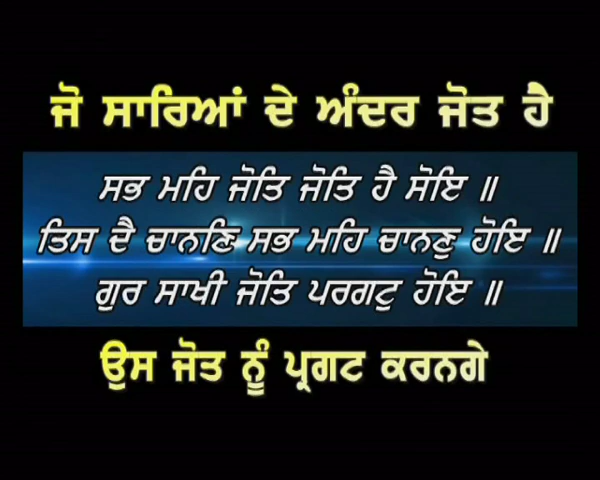 ਜੋ ਸਾਰਿਆਂ ਦੇ ਅੰਦਰ ਜੋਤ ਹੈ
ਸਭ ਮਹਿ ਜੋਤਿ ਜੋਤਿ ਹੈ ਸੋਇ ॥
ਤਿਸ ਦੈ ਚਾਨਣਿ ਸਭ ਮਹਿ ਚਾਨਣੁ ਹੋਇ ॥
ਗੁਰ ਸਾਖੀ ਜੋਤਿ ਪਰਗਟੁ ਹੋਇ ॥
ਉਸ ਜੋਤ ਨੂੰ ਪ੍ਰਗਟ ਕਰਨਗੇ